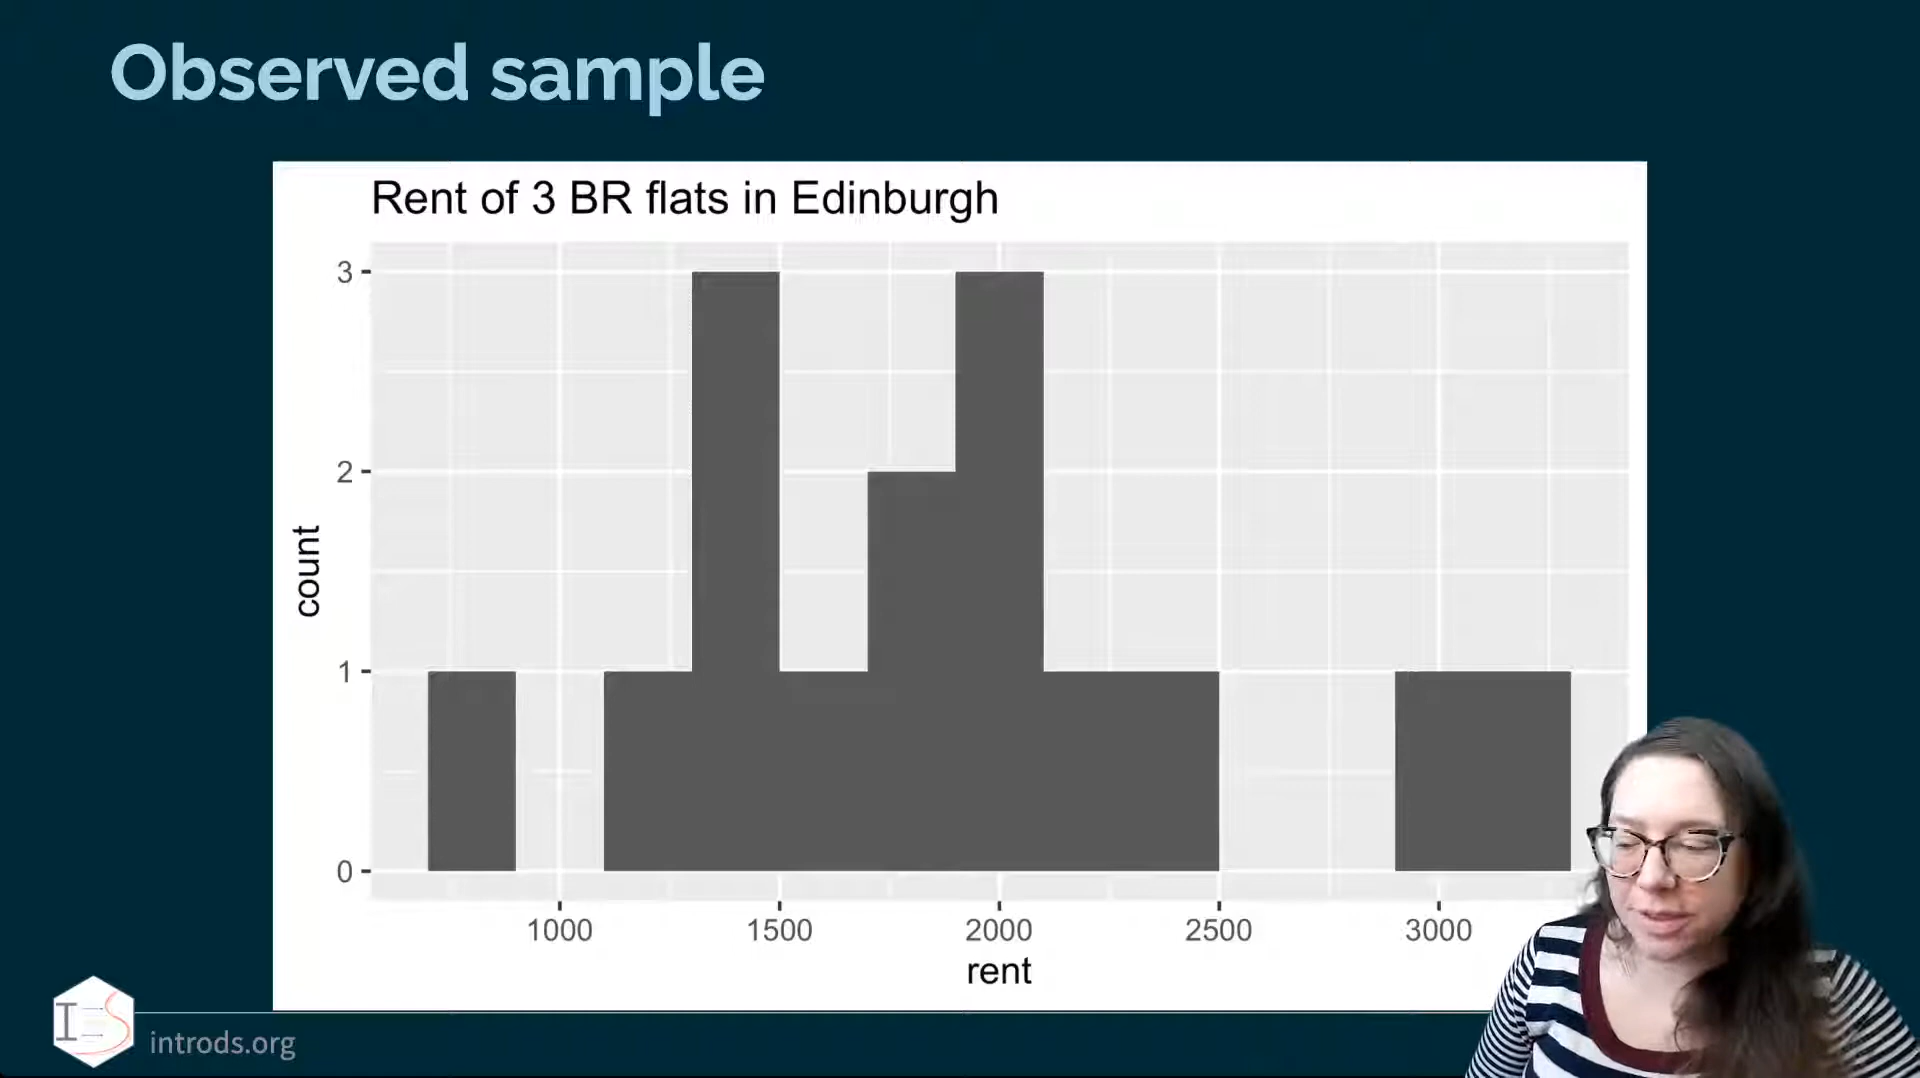 Observed sample
Rent of 3 BR flats in Edinburgh
3
2
1
0
count
1000 1500 2000 2500 3000
rent
IDS
introds.org